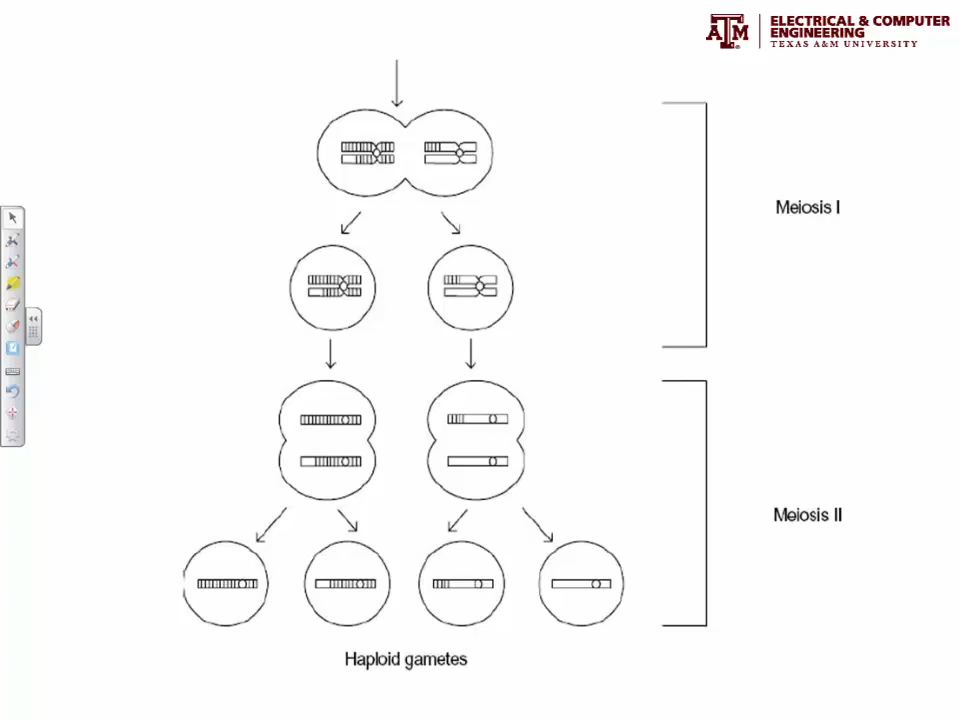 ELECTRICAL & COMPUTER
ENGINEERING
TEXAS A&M UNIVERSITY
Meiosis I
Meiosis II
Haploid gametes